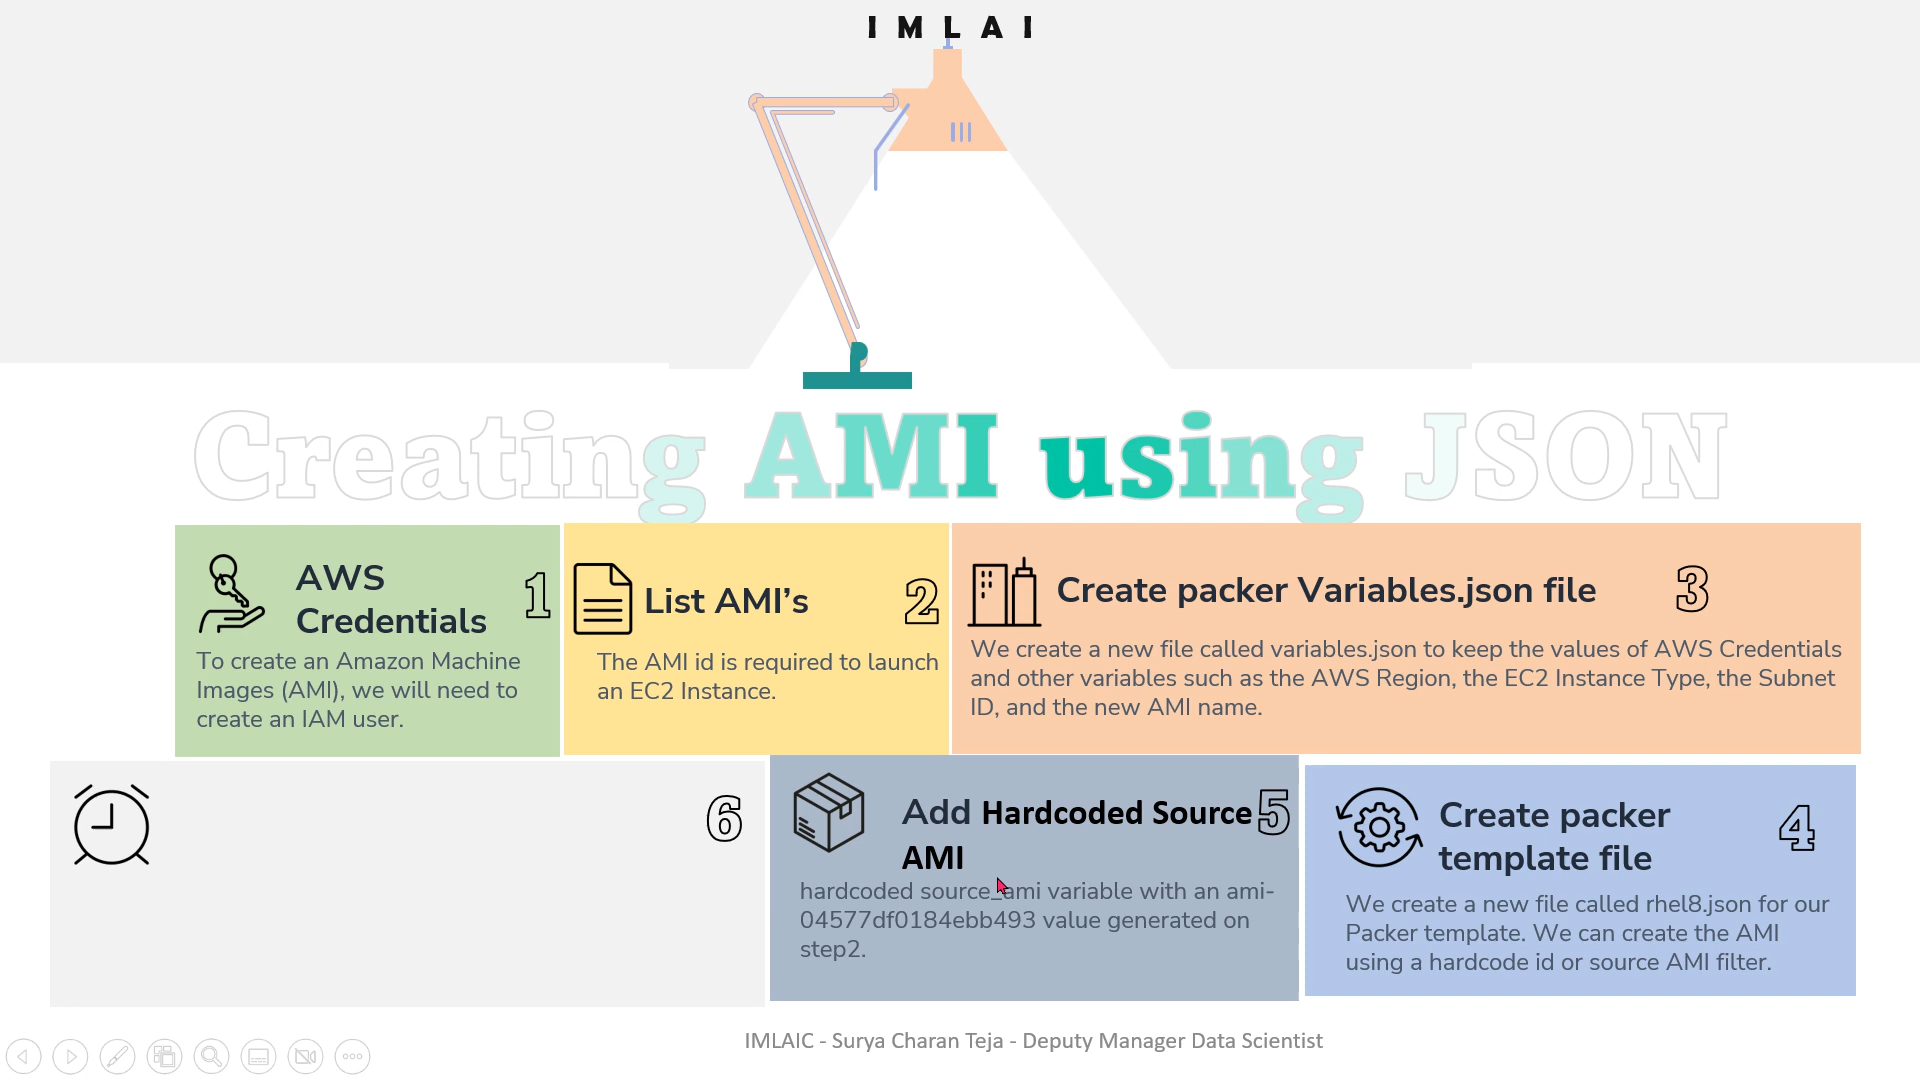 IMLAI
Creating AMI using JSON
AWS
Credentials
1
To create an Amazon Machine
Images (AMI), we will need to
create an IAM user.
List AMI’s
2
The AMI id is required to launch
an EC2 Instance.
Create packer Variables.json file
3
We create a new file called variables.json to keep the values of AWS Credentials
and other variables such as the AWS Region, the EC2 Instance Type, the Subnet
ID, and the new AMI name.
Create packer
template file
4
We create a new file called rhel8.json for our
Packer template. We can create the AMI
using a hardcode id or source AMI filter.
Add Hardcoded Source
AMI
5
hardcoded source_ami variable with an ami-
04577df0184ebb493 value generated on
step2.
6
IMLAIC - Surya Charan Teja - Deputy Manager Data Scientist